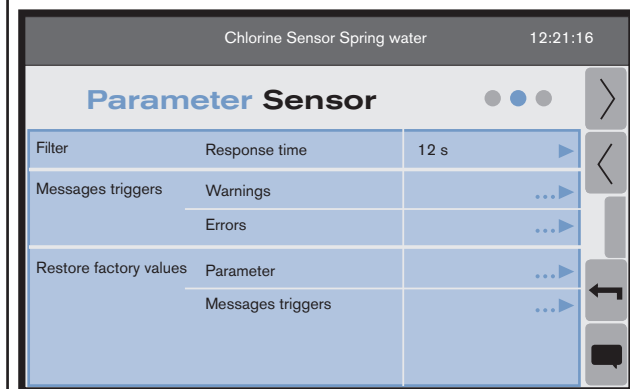 Chlorine Sensor Spring water 12:21:16
Parameter Sensor
Filter Response time 12 s
Messages triggers Warnings ...
Errors ...
Restore factory values Parameter ...
Messages triggers ...